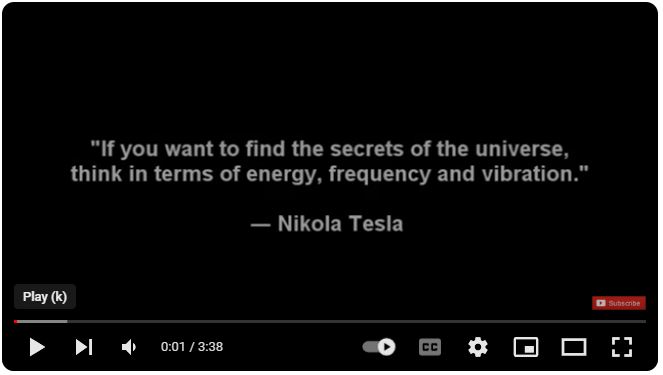 "If you want to find the secrets of the universe,
think in terms of energy, frequency and vibration."
— Nikola Tesla
Play (k)
Subscribe
0:01 / 3:38
CC